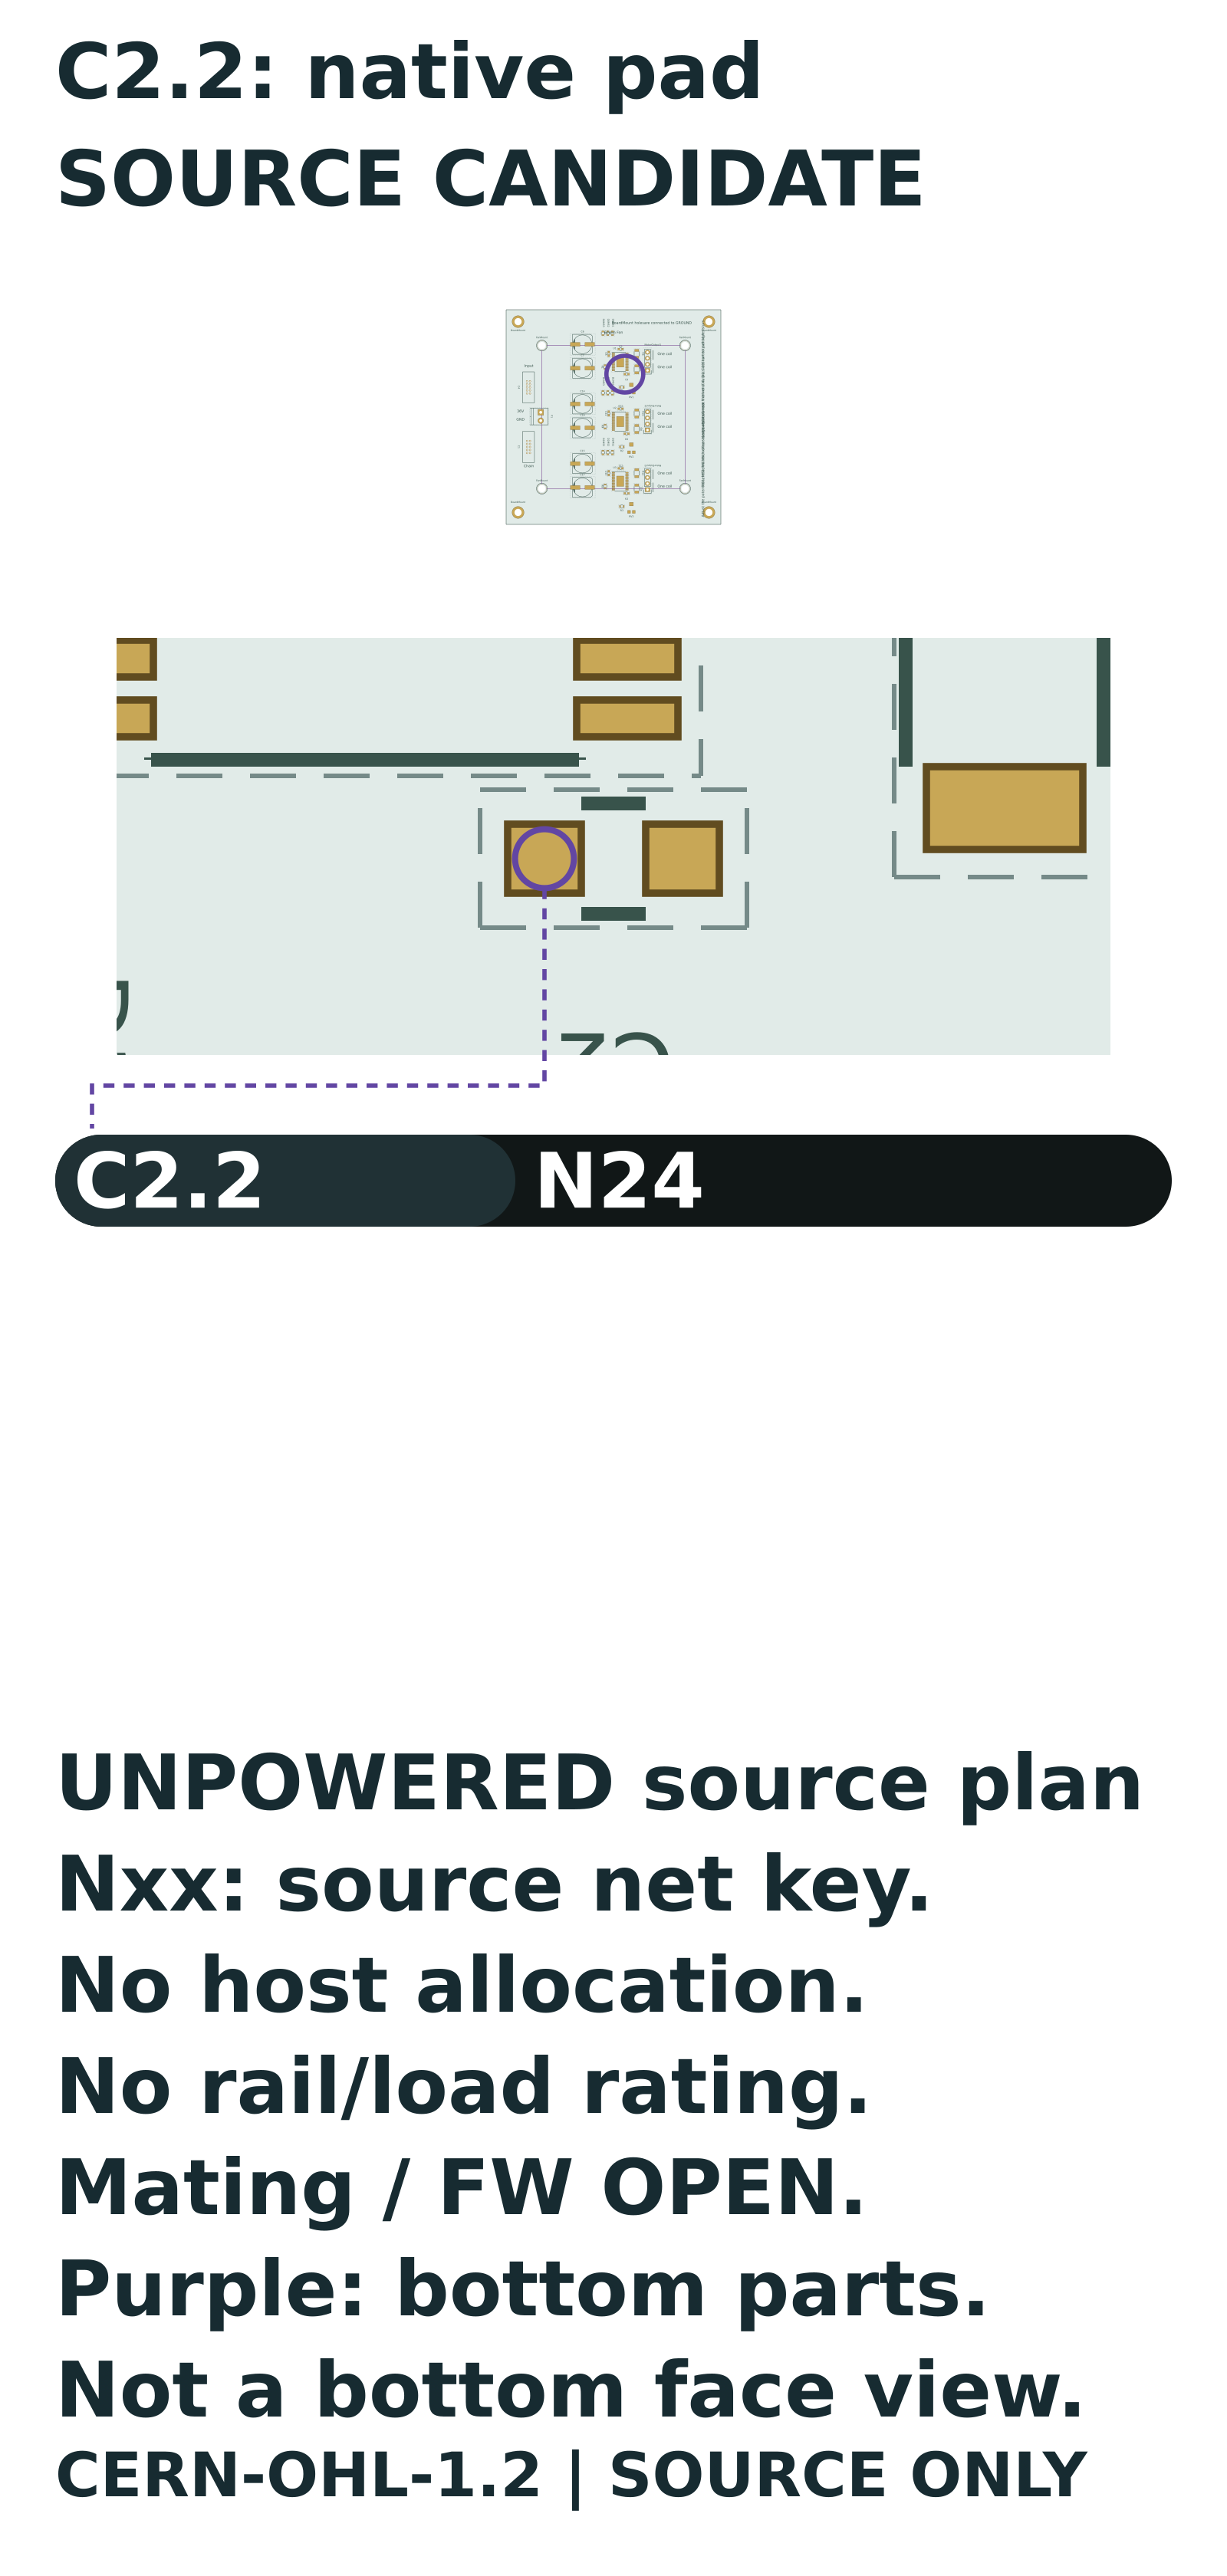 C2.2: native pad
SOURCE CANDIDATE
C2
C2.2 N24
UNPOWERED source plan
Nxx: source net key.
No host allocation.
No rail/load rating.
Mating / FW OPEN.
Purple: bottom parts.
Not a bottom face view.
CERN-OHL-1.2 | SOURCE ONLY